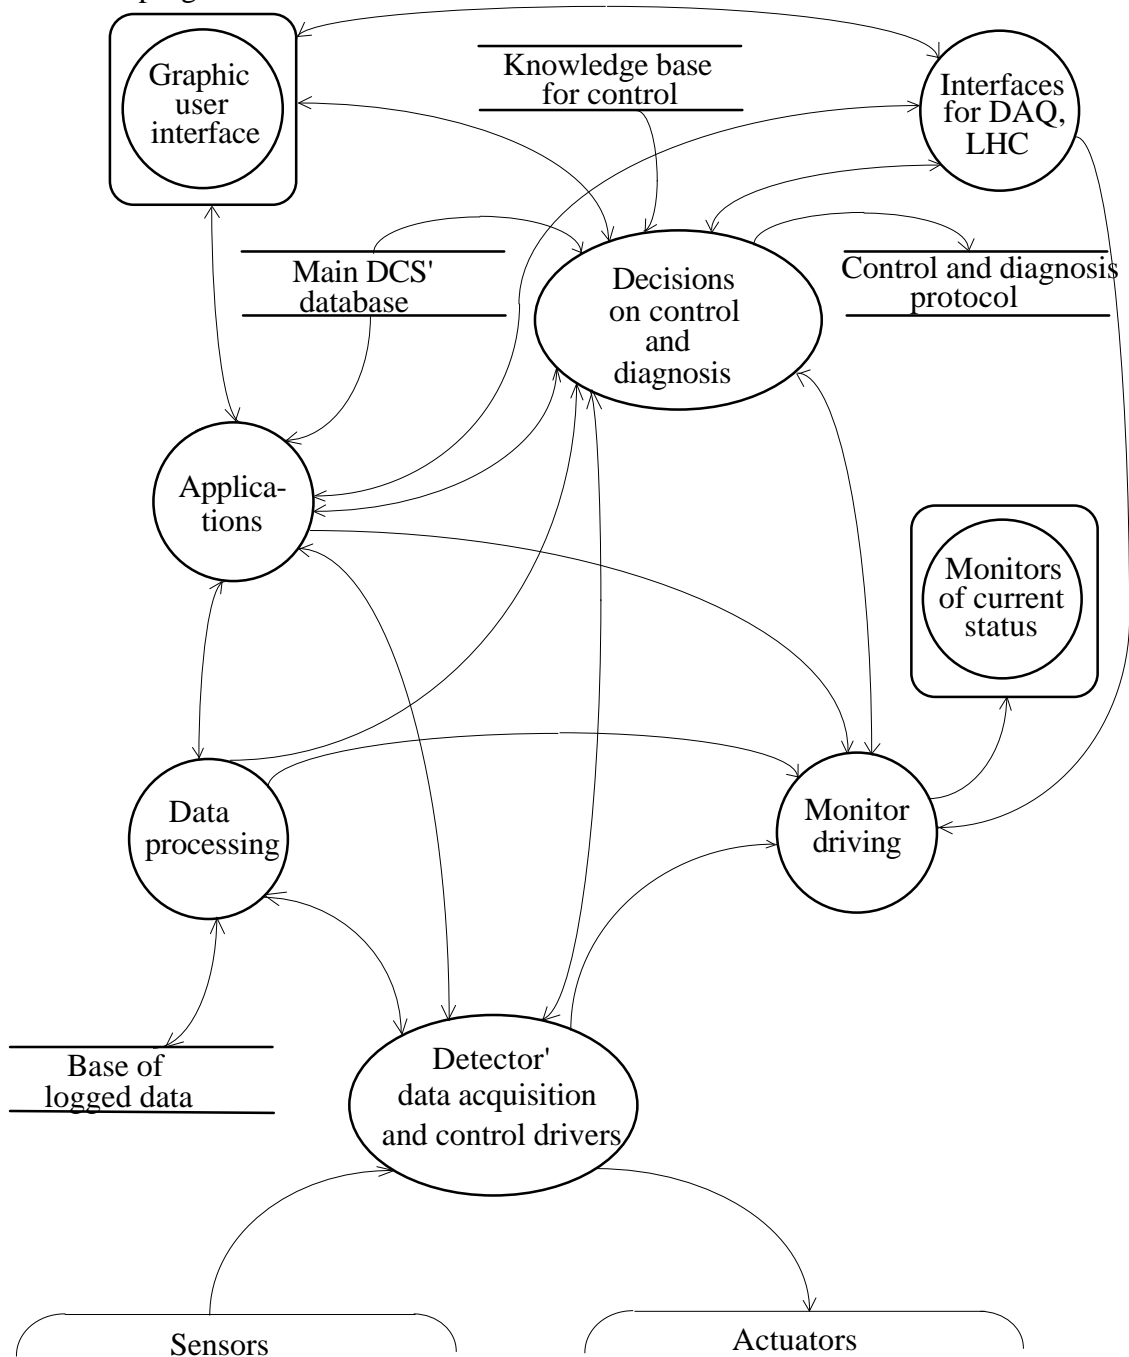 Graphic
user
interface
Knowledge base
for control
Interfaces
for DAQ,
LHC
Main DCS'
database
Decisions
on control
and
diagnosis
Control and diagnosis
protocol
Applica-
tions
Monitors
of current
status
Data
processing
Monitor
driving
Base of
logged data
Detector'
data acquisition
and control drivers
Sensors
Actuators